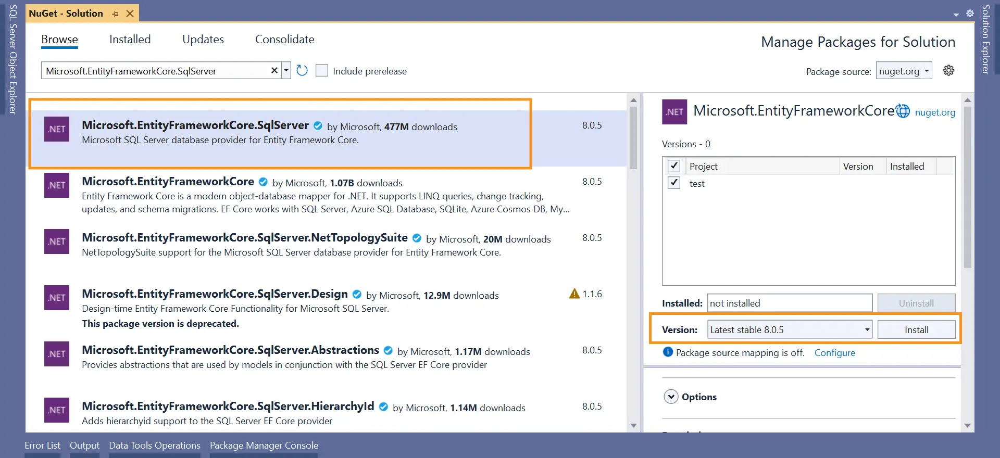 SQL Server Object Explorer
NuGet - Solution
Solution Explorer
Browse
Installed
Updates
Consolidate
Manage Packages for Solution
Microsoft.EntityFrameworkCore.SqlServer
Include prerelease
Package source: nuget.org
.NET
Microsoft.EntityFrameworkCore.SqlServer by Microsoft, 477M downloads
8.0.5
Microsoft SQL Server database provider for Entity Framework Core.
.NET
Microsoft.EntityFrameworkCore by Microsoft, 1.07B downloads
8.0.5
Entity Framework Core is a modern object-database mapper for .NET. It supports LINQ queries, change tracking,
updates, and schema migrations. EF Core works with SQL Server, Azure SQL Database, SQLite, Azure Cosmos DB, My...
.NET
Microsoft.EntityFrameworkCore.SqlServer.NetTopologySuite by Microsoft, 20M downloads
8.0.5
NetTopologySuite support for the Microsoft SQL Server database provider for Entity Framework Core.
.NET
Microsoft.EntityFrameworkCore.SqlServer.Design by Microsoft, 12.9M downloads
1.1.6
Design-time Entity Framework Core Functionality for Microsoft SQL Server.
This package version is deprecated.
.NET
Microsoft.EntityFrameworkCore.SqlServer.Abstractions by Microsoft, 1.17M downloads
8.0.5
Provides abstractions that are used by models in conjunction with the SQL Server EF Core provider
.NET
Microsoft.EntityFrameworkCore.SqlServer.HierarchyId by Microsoft, 1.14M downloads
8.0.5
Adds hierarchyid support to the SQL Server EF Core provider
.NET
Microsoft.EntityFrameworkCore
nuget.org
Versions - 0
Project
Version
Installed
test
Installed: not installed
Uninstall
Version: Latest stable 8.0.5
Install
Package source mapping is off. Configure
Options
Error List
Output
Data Tools Operations
Package Manager Console